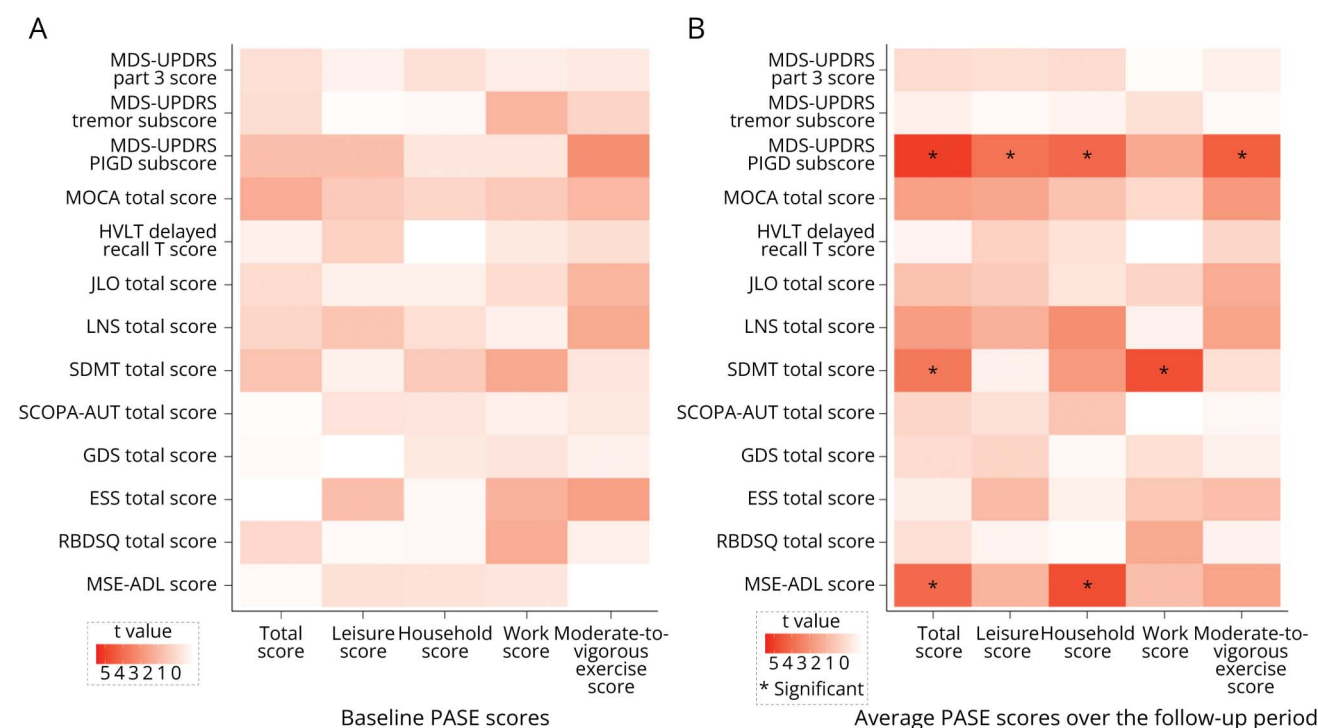 A
MDS-UPDRS
part 3 score
MDS-UPDRS
tremor subscore
MDS-UPDRS
PIGD subscore
MOCA total score
HVLT delayed
recall T score
JLO total score
LNS total score
SDMT total score
SCOPA-AUT total score
GDS total score
ESS total score
RBDSQ total score
MSE-ADL score
t value
5 4 3 2 1 0
Total
score
Leisure
score
Household
score
Work
score
Moderate-to-
vigorous
exercise
score
Baseline PASE scores
B
MDS-UPDRS
part 3 score
MDS-UPDRS
tremor subscore
MDS-UPDRS
PIGD subscore
* * * *
MOCA total score
HVLT delayed
recall T score
JLO total score
LNS total score
SDMT total score
* *
SCOPA-AUT total score
GDS total score
ESS total score
RBDSQ total score
MSE-ADL score
* *
t value
5 4 3 2 1 0
* Significant
Total
score
Leisure
score
Household
score
Work
score
Moderate-to-
vigorous
exercise
score
Average PASE scores over the follow-up period